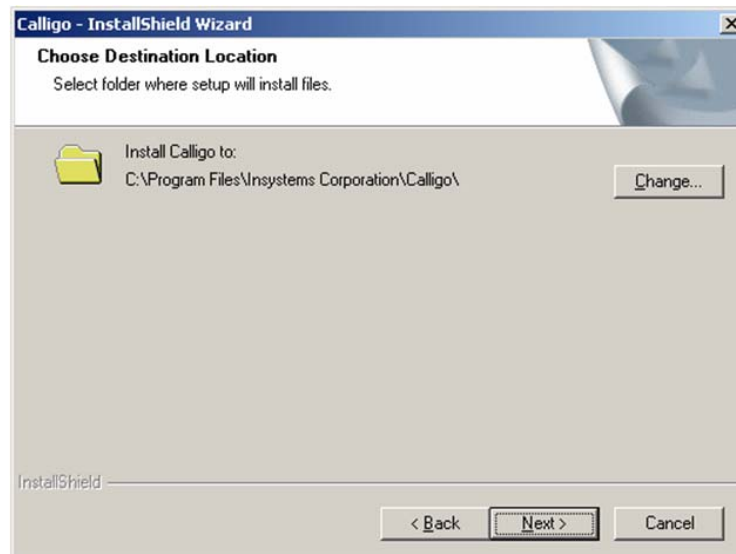 Calligo - InstallShield Wizard
Choose Destination Location
Select folder where setup will install files.
Install Calligo to:
C:\Program Files\Insystems Corporation\Calligo\
Change...
InstallShield
< Back Next > Cancel